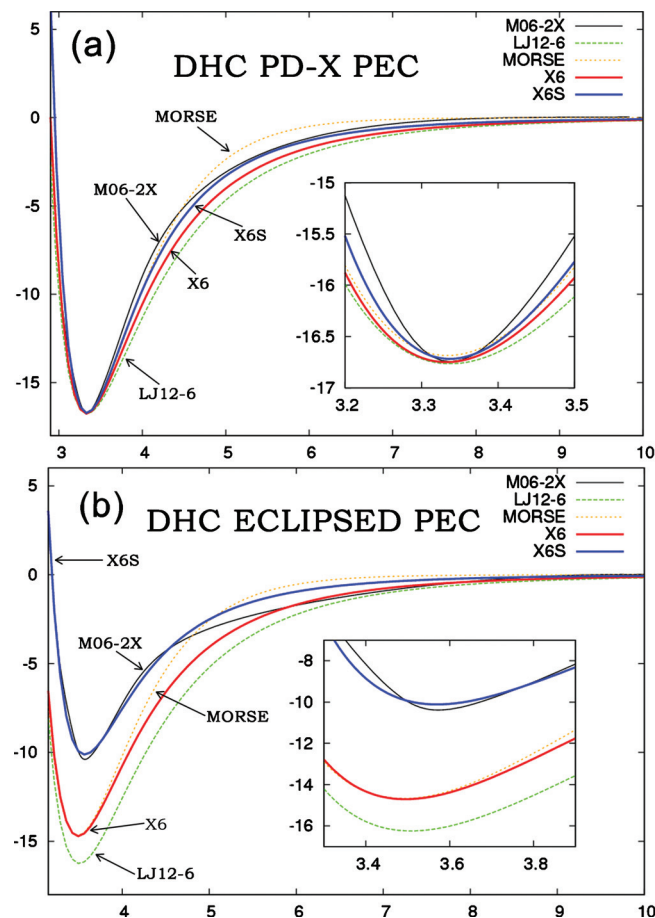 (a)
DHC PD-X PEC
M06-2X
LJ12-6
MORSE
X6
X6S
MORSE
M06-2X
X6S
X6
LJ12-6
5
0
-5
-10
-15
3 4 5 6 7 8 9 10
-15
-15.5
-16
-16.5
-17
3.2 3.3 3.4 3.5
(b)
DHC ECLIPSED PEC
M06-2X
LJ12-6
MORSE
X6
X6S
X6S
M06-2X
MORSE
X6
LJ12-6
5
0
-5
-10
-15
4 5 6 7 8 9 10
-8
-10
-12
-14
-16
3.4 3.6 3.8